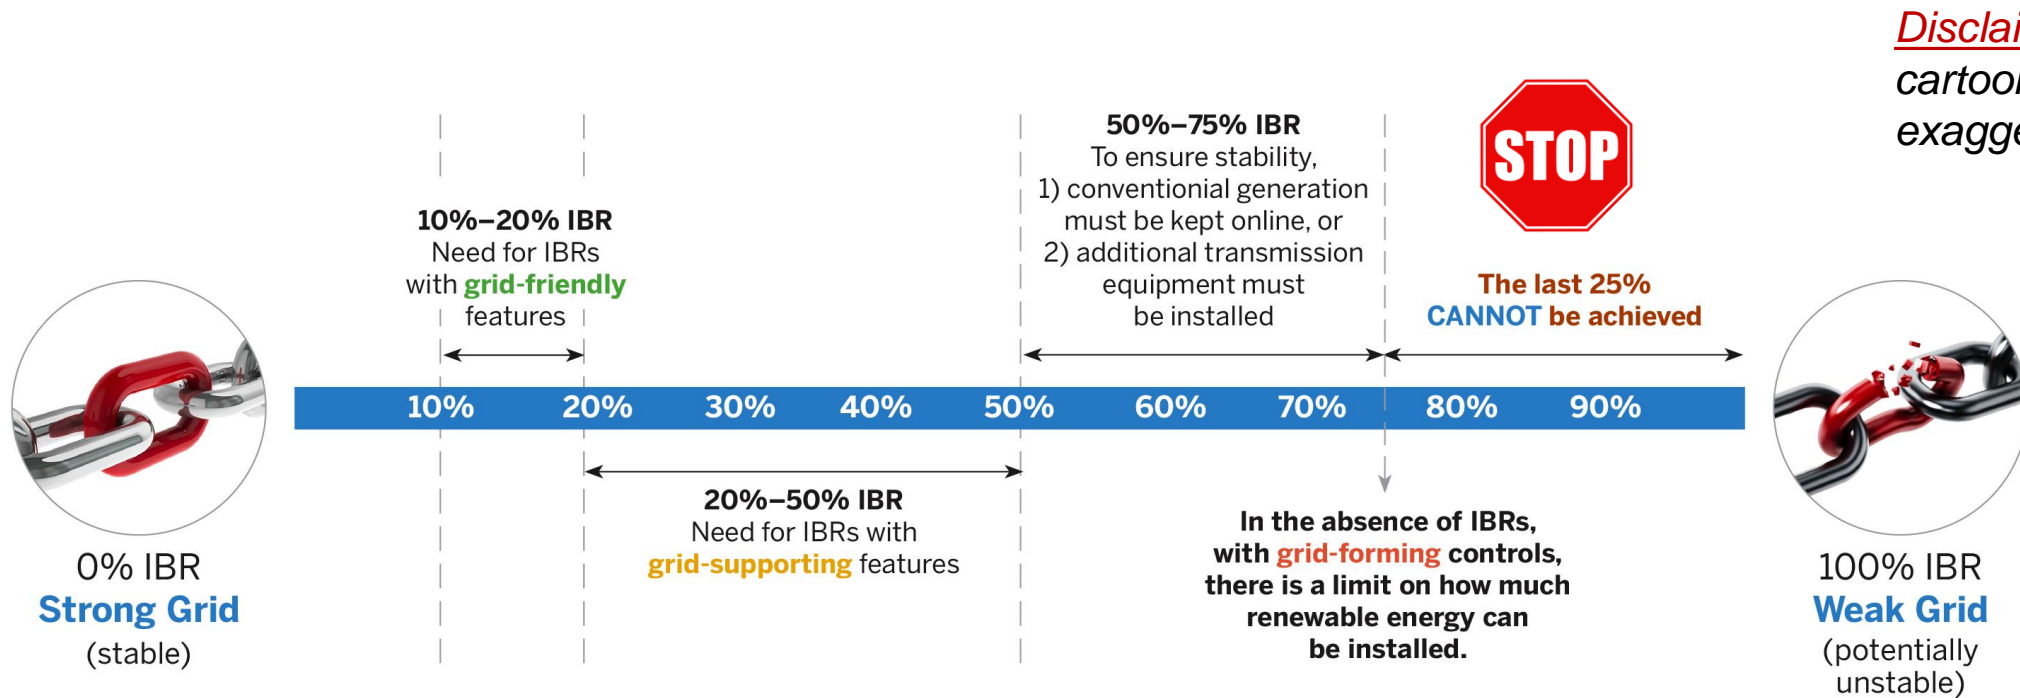 Disclai
cartoo
exagge
STOP
50%–75% IBR
To ensure stability,
1) conventionial generation
must be kept online, or
2) additional transmission
equipment must
be installed
10%–20% IBR
Need for IBRs
with grid-friendly
features
The last 25%
CANNOT be achieved
10% 20% 30% 40% 50% 60% 70% 80% 90%
20%–50% IBR
Need for IBRs with
grid-supporting features
In the absence of IBRs,
with grid-forming controls,
there is a limit on how much
renewable energy can
be installed.
0% IBR
Strong Grid
(stable)
100% IBR
Weak Grid
(potentially
unstable)